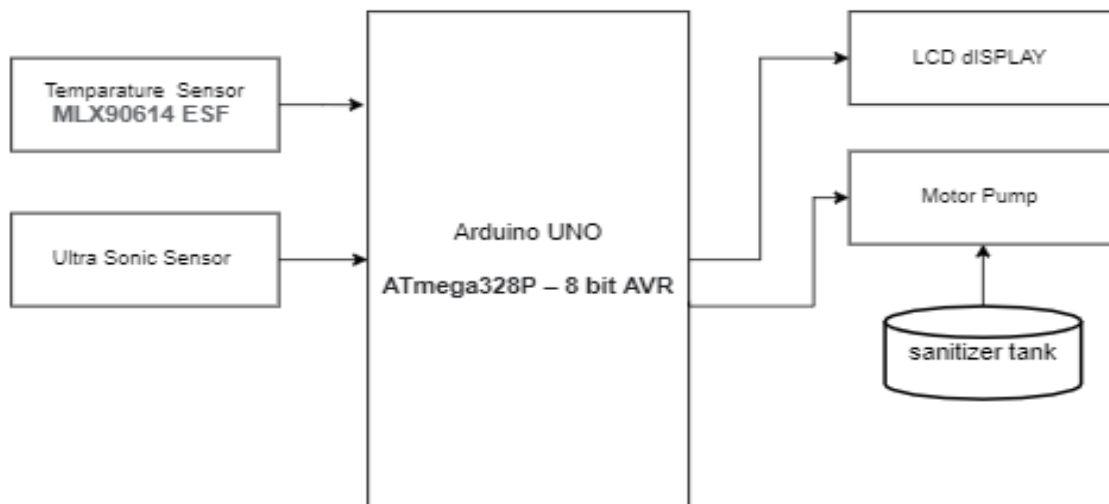 Temparature Sensor
MLX90614 ESF
Ultra Sonic Sensor
Arduino UNO
ATmega328P – 8 bit AVR
LCD dISPLAY
Motor Pump
sanitizer tank